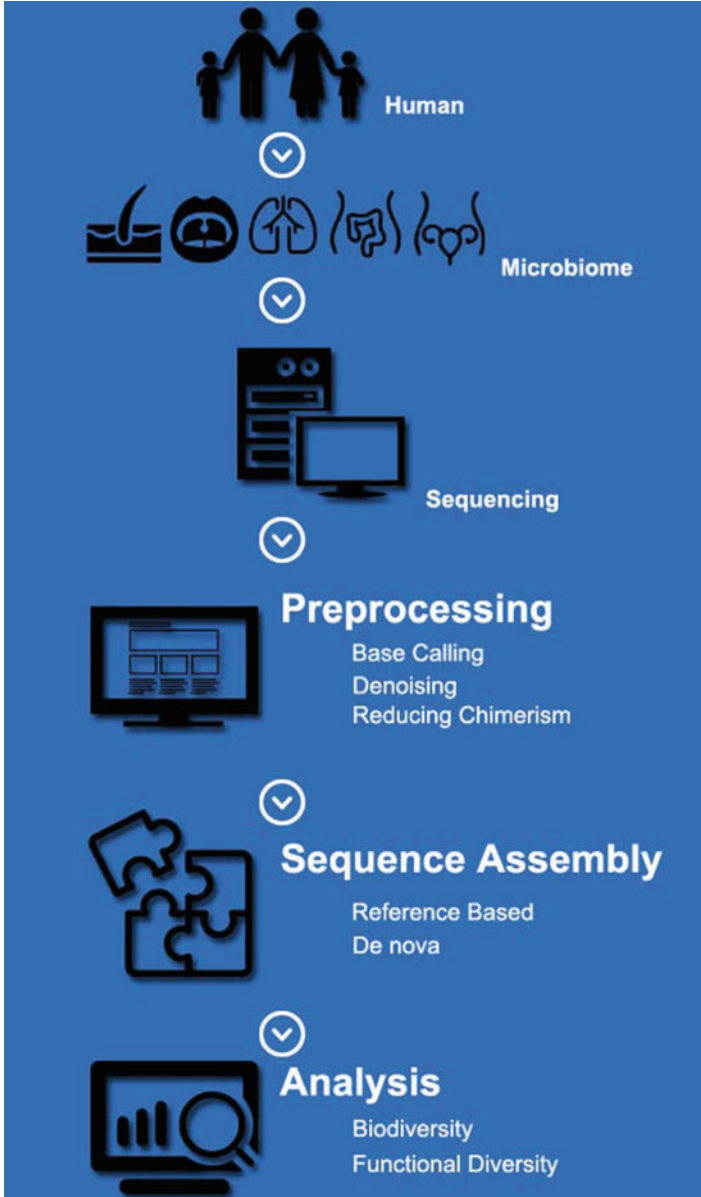 Human
Microbiome
Sequencing
Preprocessing
Base Calling
Denoising
Reducing Chimerism
Sequence Assembly
Reference Based
De nova
Analysis
Biodiversity
Functional Diversity